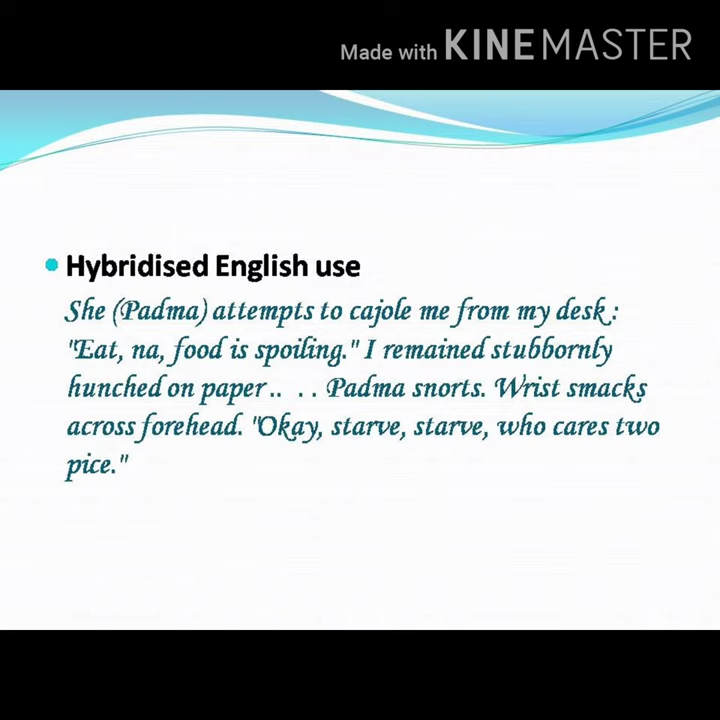 Made with KINEMASTER
Hybridised English use
She (Padma) attempts to cajole me from my desk :
"Eat, na, food is spoiling." I remained stubbornly
hunched on paper.. . . Padma snorts. Wrist smacks
across forehead. "Okay, starve, starve, who cares two
pice."